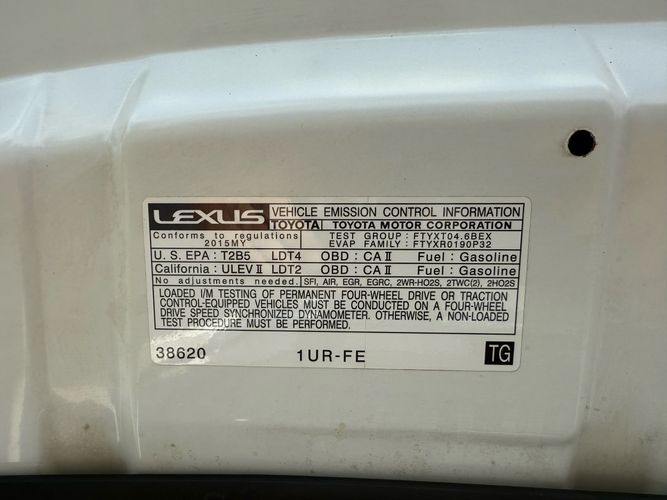 LEXUS VEHICLE EMISSION CONTROL INFORMATION
TOYOTA TOYOTA MOTOR CORPORATION
Conforms to regulations TEST GROUP : FTYXT04.6BEX
2015MY EVAP FAMILY : FTYXR0190P32
U. S. EPA : T2B5 LDT4 OBD : CA II Fuel : Gasoline
California : ULEV II LDT2 OBD : CA II Fuel : Gasoline
No adjustments needed. SFI, AIR, EGR, EGRC, 2WR-HO2S, 2TWC(2), 2HO2S
LOADED I/M TESTING OF PERMANENT FOUR-WHEEL DRIVE OR TRACTION
CONTROL-EQUIPPED VEHICLES MUST BE CONDUCTED ON A FOUR-WHEEL
DRIVE SPEED SYNCHRONIZED DYNAMOMETER. OTHERWISE, A NON-LOADED
TEST PROCEDURE MUST BE PERFORMED.
38620 1UR-FE TG